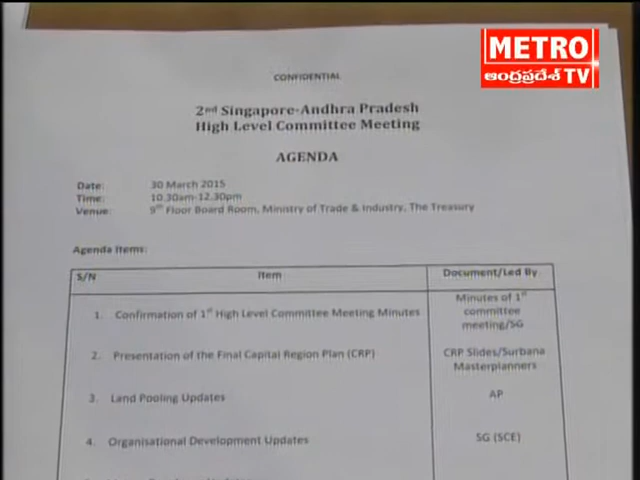 METRO
ఆంధ్రప్రదేశ్ TV
CONFIDENTIAL
2nd Singapore-Andhra Pradesh
High Level Committee Meeting
AGENDA
Date: 30 March 2015
Time: 10.30am-12.30pm
Venue: 9th Floor Board Room, Ministry of Trade & Industry, The Treasury
Agenda Items:
S/N Item Document/Led By
1. Confirmation of 1st High Level Committee Meeting Minutes Minutes of 1st
committee
meeting/SG
2. Presentation of the Final Capital Region Plan (CRP) CRP Slides/Surbana
Masterplanners
3. Land Pooling Updates AP
4. Organisational Development Updates SG (SCE)